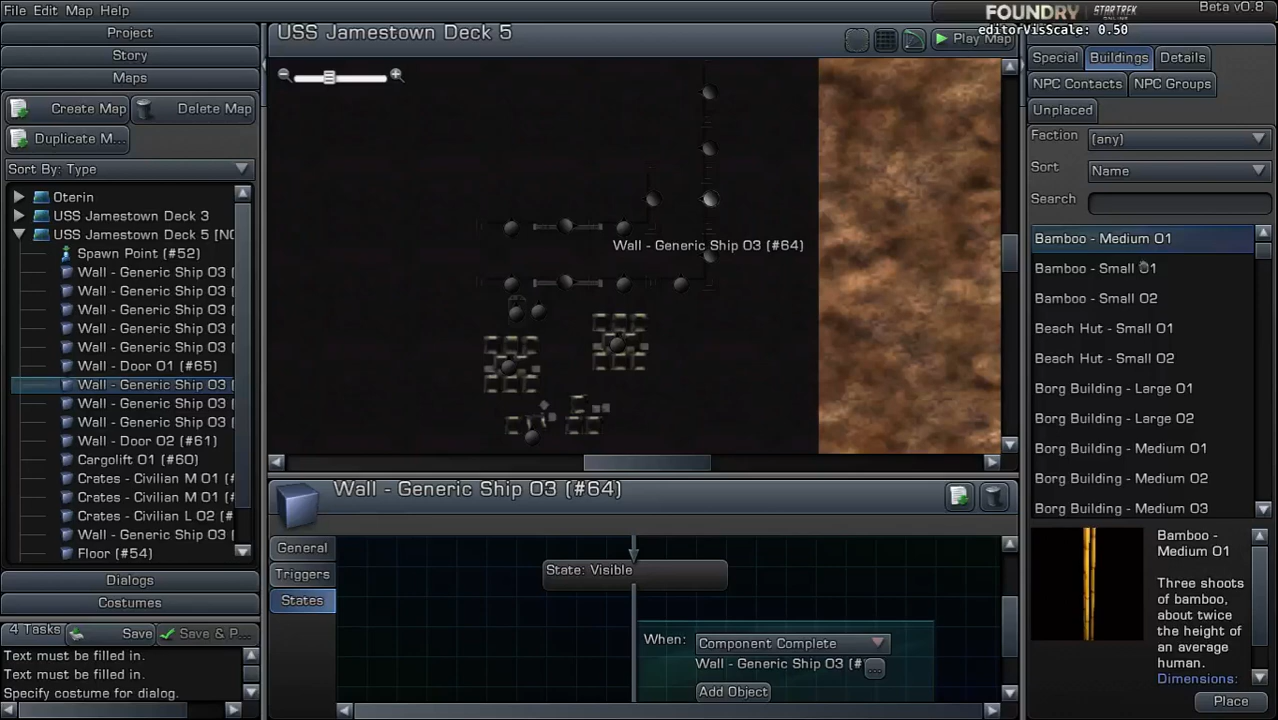 File Edit Map Help
FOUNDRY STAR TREK ONLINE
Beta v0.8
editorVisScale: 0.50
Project
Story
Maps
Create Map
Delete Map
Duplicate M...
Sort By: Type
Oterin
USS Jamestown Deck 3
USS Jamestown Deck 5 [NO
Spawn Point (#52)
Wall - Generic Ship 03 (
Wall - Generic Ship 03 (
Wall - Generic Ship 03 (
Wall - Generic Ship 03 (
Wall - Generic Ship 03 (
Wall - Door 01 (#65)
Wall - Generic Ship 03 (
Wall - Generic Ship 03 (
Wall - Generic Ship 03 (
Wall - Door 02 (#61)
Cargolift 01 (#60)
Crates - Civilian M 01 (
Crates - Civilian M 01 (
Crates - Civilian L 02 (#
Wall - Generic Ship 03 (
Floor (#54)
Dialogs
Costumes
4 Tasks
Save
Save & P...
Text must be filled in.
Text must be filled in.
Specify costume for dialog.
USS Jamestown Deck 5
Play Map
Wall - Generic Ship 03 (#64)
Wall - Generic Ship 03 (#64)
General
Triggers
States
State: Visible
When:
Component Complete
Wall - Generic Ship 03 (#
...
Add Object
Special
Buildings
Details
NPC Contacts
NPC Groups
Unplaced
Faction
(any)
Sort
Name
Search
Bamboo - Medium 01
Bamboo - Small 01
Bamboo - Small 02
Beach Hut - Small 01
Beach Hut - Small 02
Borg Building - Large 01
Borg Building - Large 02
Borg Building - Medium 01
Borg Building - Medium 02
Borg Building - Medium 03
Bamboo -
Medium 01
Three shoots
of bamboo,
about twice
the height of
an average
human.
Dimensions:
Place